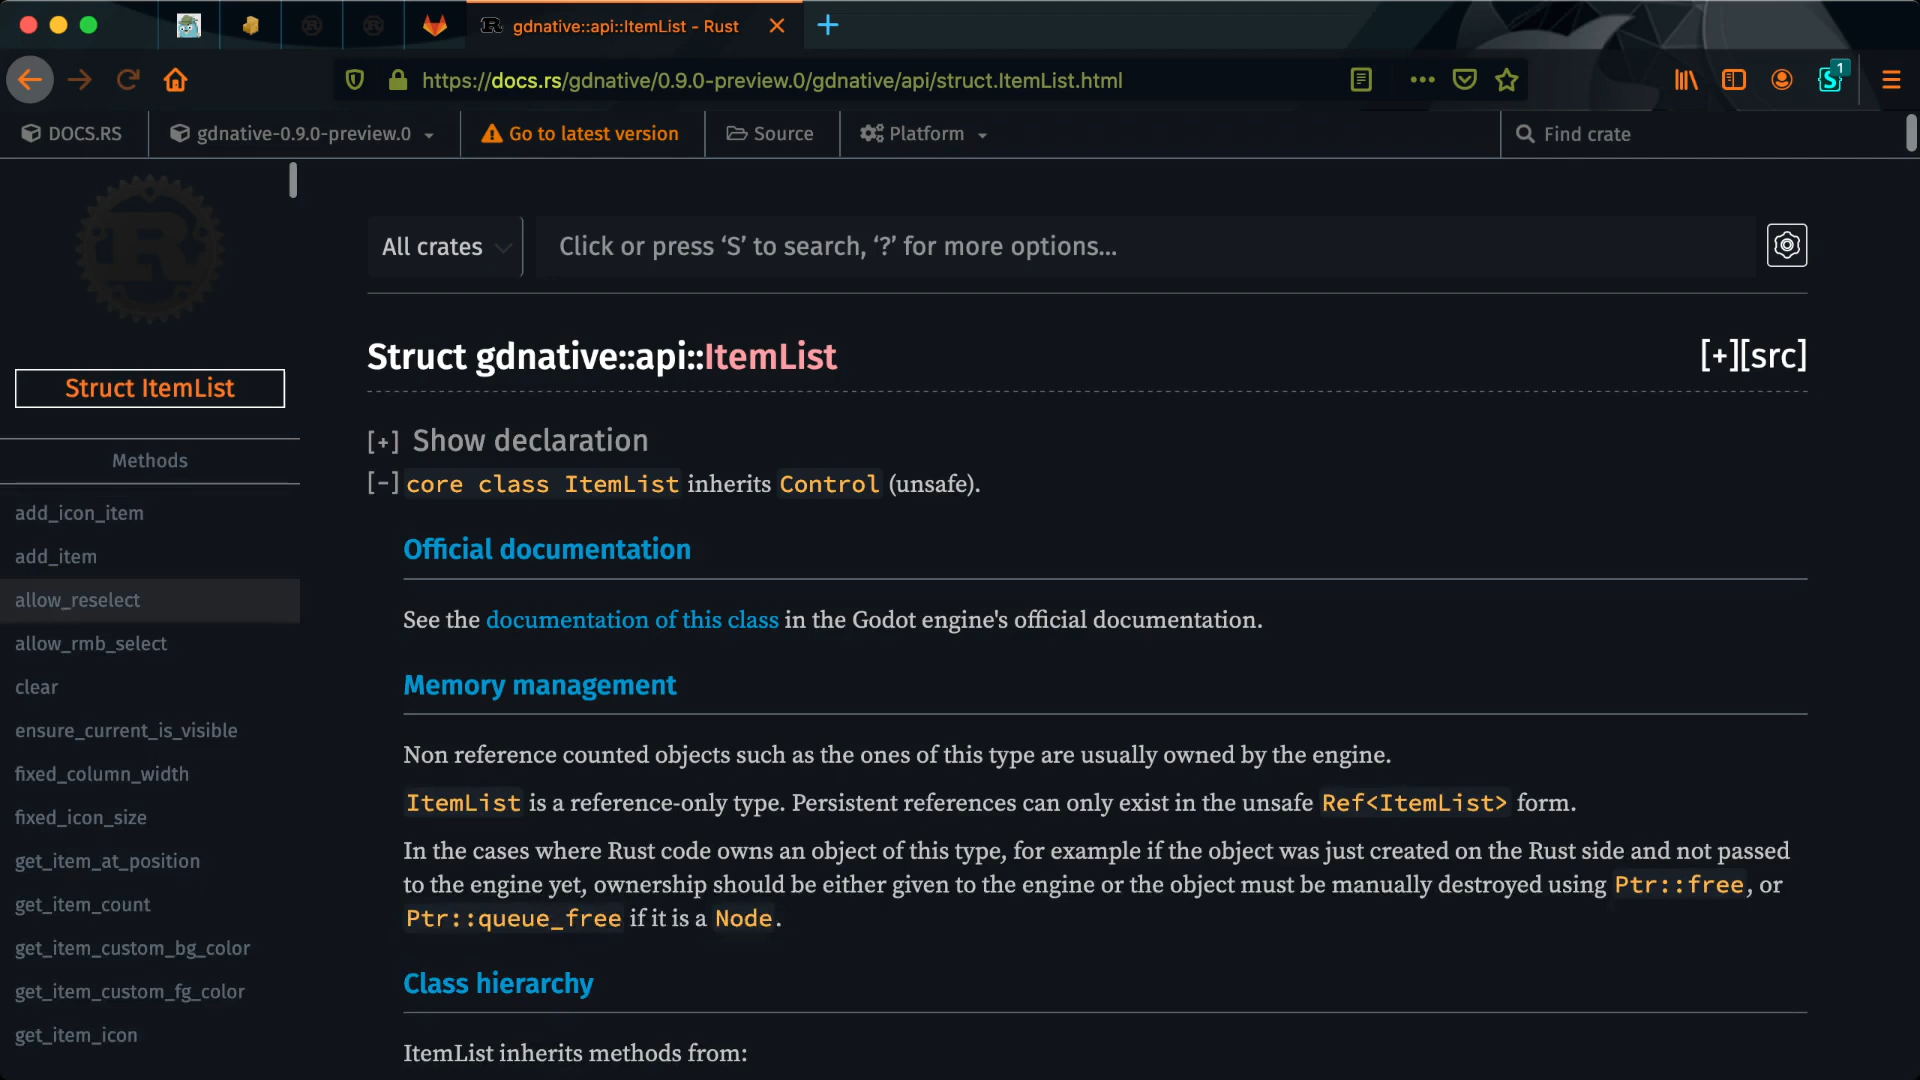 gdnative::api::ItemList - Rust
https://docs.rs/gdnative/0.9.0-preview.0/gdnative/api/struct.ItemList.html
1
DOCS.RS
gdnative-0.9.0-preview.0
Go to latest version
Source
Platform
Find crate
All crates
Click or press ‘S’ to search, ‘?’ for more options...
Struct gdnative::api::ItemList
[+][src]
Struct ItemList
Methods
add_icon_item
add_item
allow_reselect
allow_rmb_select
clear
ensure_current_is_visible
fixed_column_width
fixed_icon_size
get_item_at_position
get_item_count
get_item_custom_bg_color
get_item_custom_fg_color
get_item_icon
[+] Show declaration
[-] core class ItemList inherits Control (unsafe).
Official documentation
See the documentation of this class in the Godot engine's official documentation.
Memory management
Non reference counted objects such as the ones of this type are usually owned by the engine.
ItemList is a reference-only type. Persistent references can only exist in the unsafe Ref<ItemList> form.
In the cases where Rust code owns an object of this type, for example if the object was just created on the Rust side and not passed
to the engine yet, ownership should be either given to the engine or the object must be manually destroyed using Ptr::free, or
Ptr::queue_free if it is a Node.
Class hierarchy
ItemList inherits methods from: